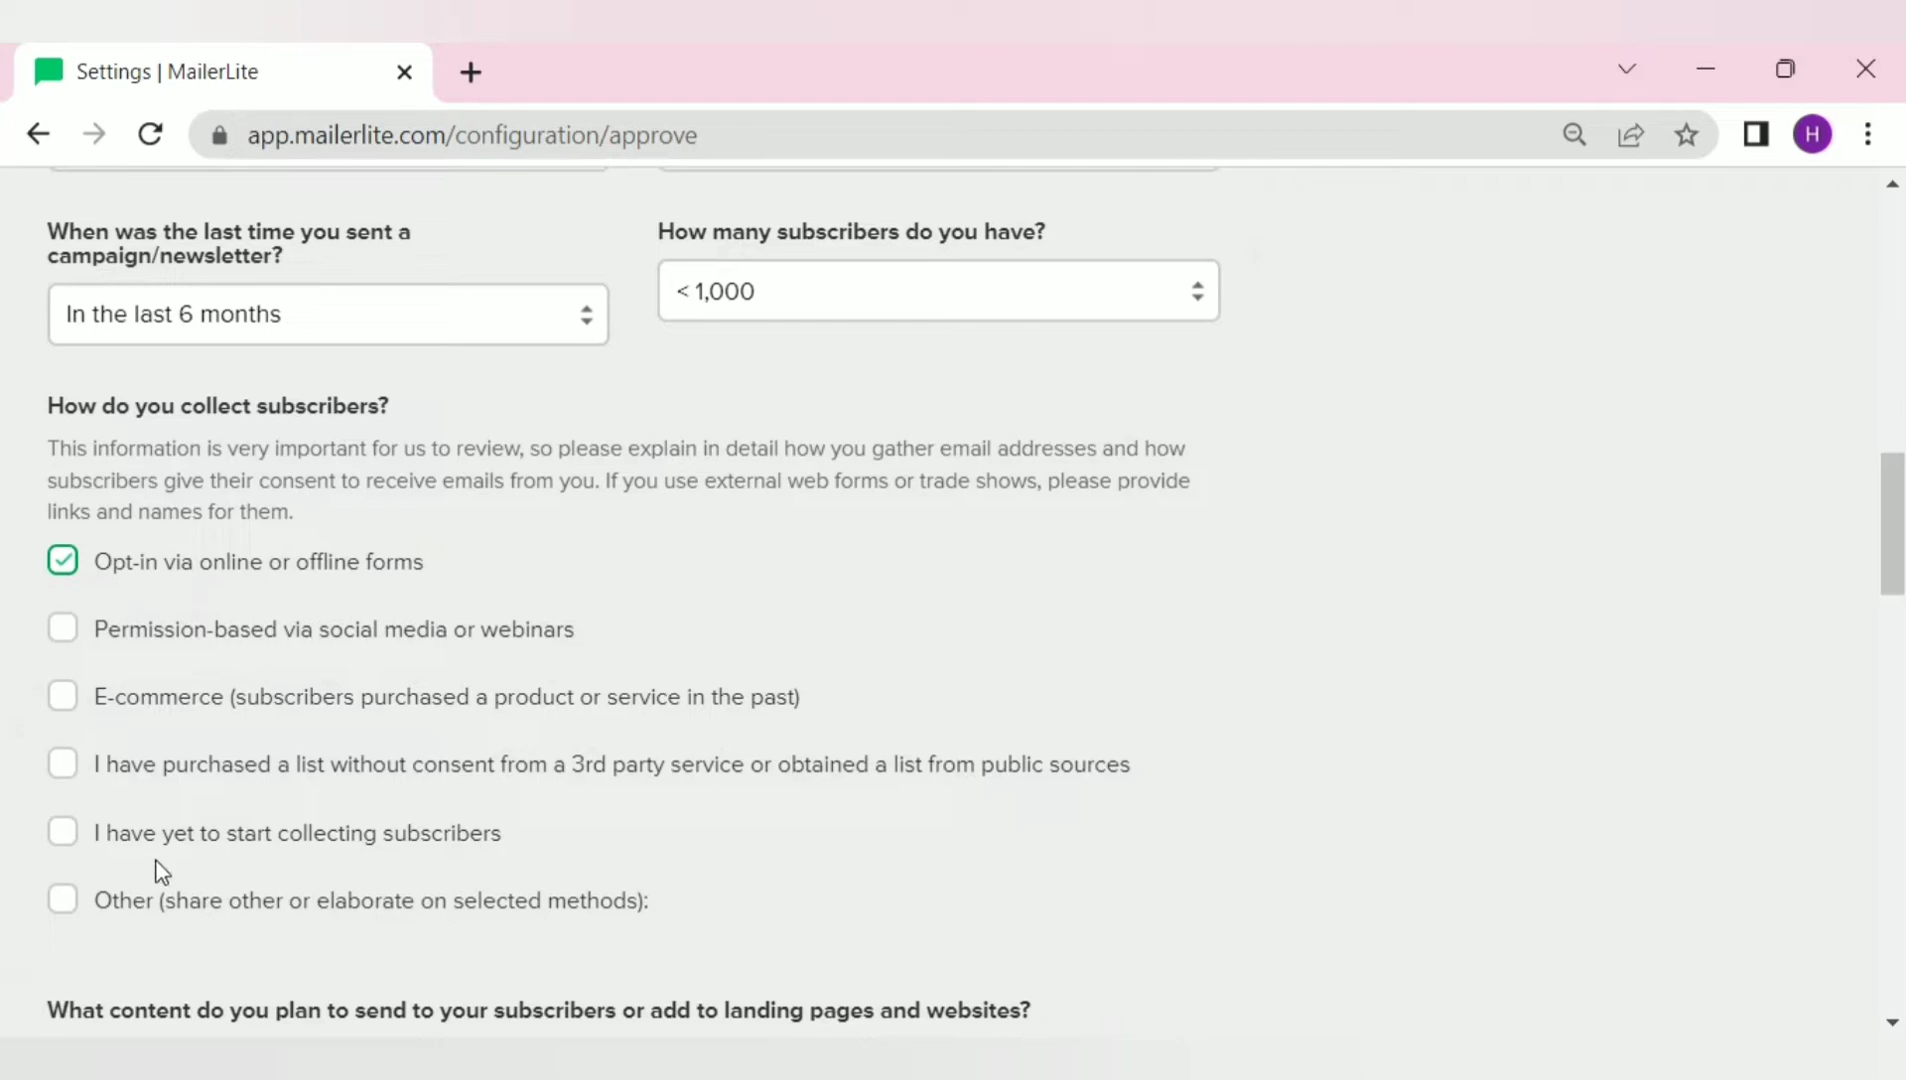 Settings | MailerLite
app.mailerlite.com/configuration/approve
H
When was the last time you sent a
campaign/newsletter?
In the last 6 months
How many subscribers do you have?
< 1,000
How do you collect subscribers?
This information is very important for us to review, so please explain in detail how you gather email addresses and how
subscribers give their consent to receive emails from you. If you use external web forms or trade shows, please provide
links and names for them.
Opt-in via online or offline forms
Permission-based via social media or webinars
E-commerce (subscribers purchased a product or service in the past)
I have purchased a list without consent from a 3rd party service or obtained a list from public sources
I have yet to start collecting subscribers
Other (share other or elaborate on selected methods):
What content do you plan to send to your subscribers or add to landing pages and websites?